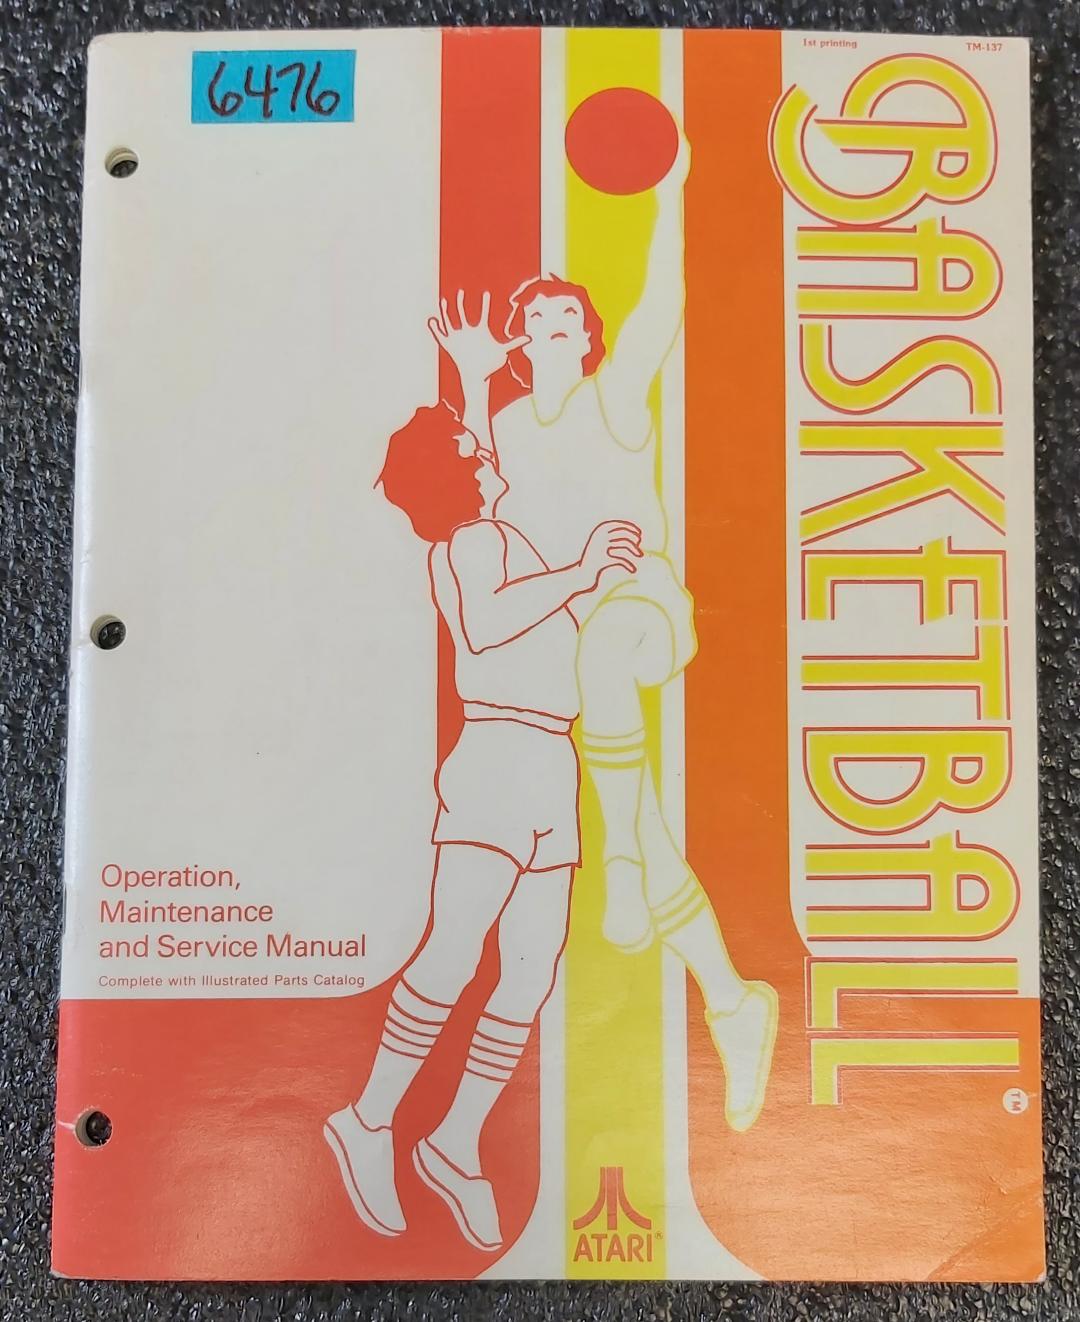 6476
1st printing
TM-137
BASKETBALL
TM
Operation,
Maintenance
and Service Manual
Complete with Illustrated Parts Catalog
ATARI®